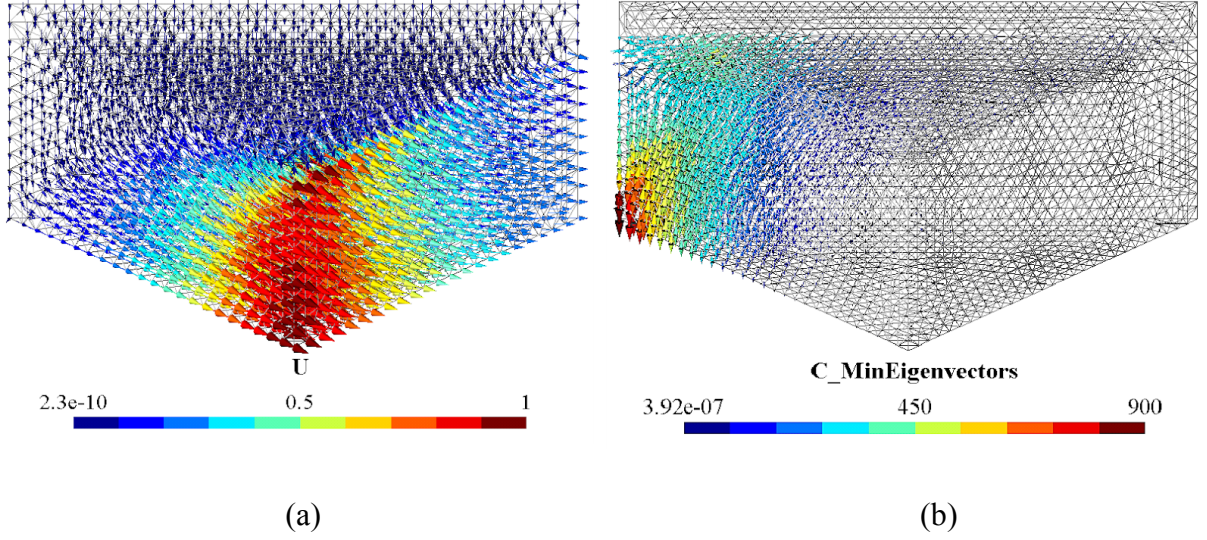 U
2.3e-10 0.5 1
(a)
C_MinEigenvectors
3.92e-07 450 900
(b)